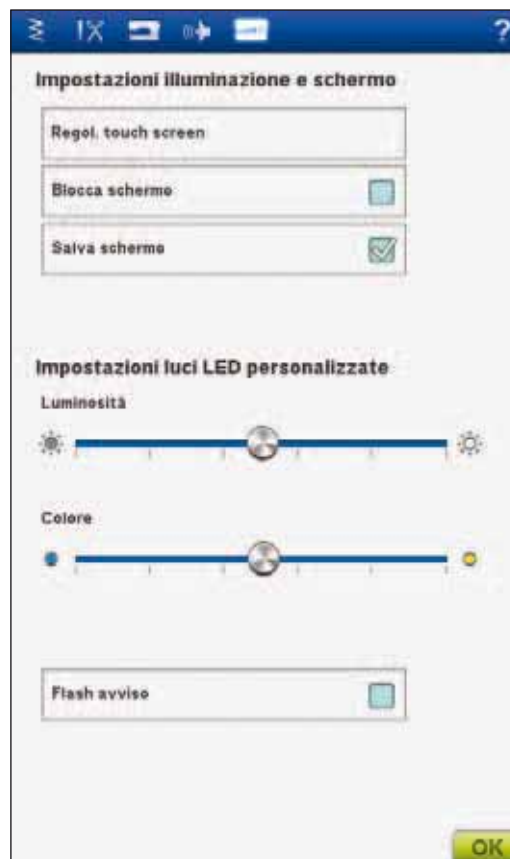 ?
Impostazioni illuminazione e schermo
Regol. touch screen
Blocca schermo
Salva schermo
Impostazioni luci LED personalizzate
Luminosità
Colore
Flash avviso
OK